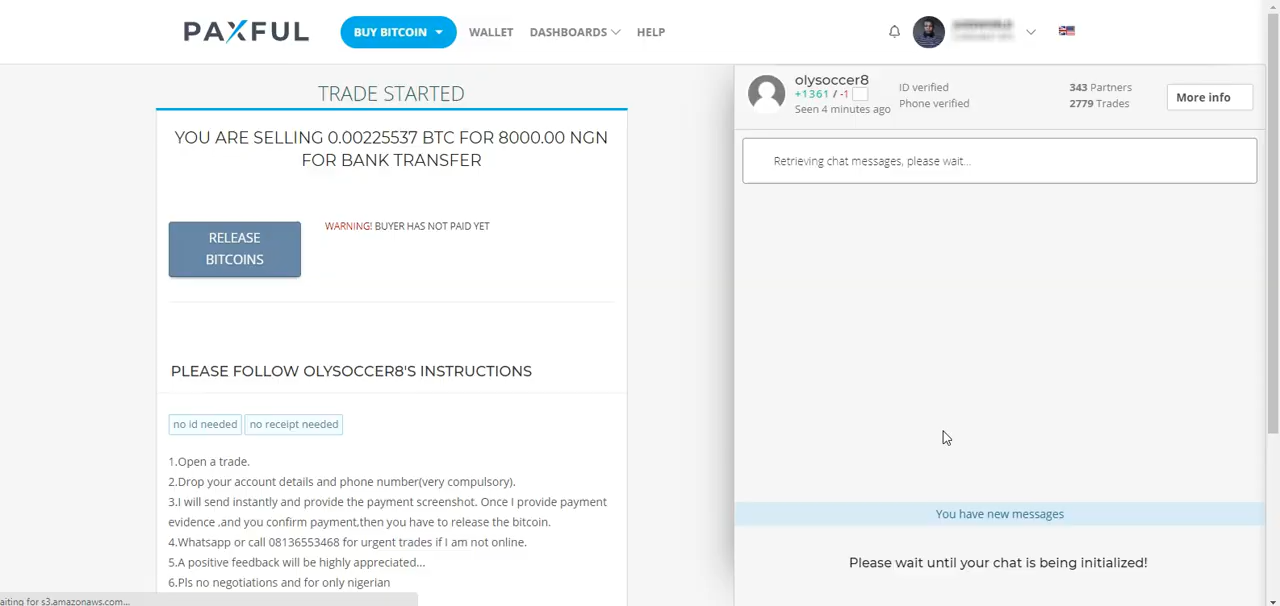 PAXFUL
BUY BITCOIN
WALLET
DASHBOARDS
HELP
TRADE STARTED
YOU ARE SELLING 0.00225537 BTC FOR 8000.00 NGN
FOR BANK TRANSFER
RELEASE
BITCOINS
WARNING! BUYER HAS NOT PAID YET
PLEASE FOLLOW OLYSOCCER8'S INSTRUCTIONS
no id needed
no receipt needed
1.Open a trade.
2.Drop your account details and phone number(very compulsory).
3.I will send instantly and provide the payment screenshot. Once I provide payment
evidence ,and you confirm payment,then you have to release the bitcoin.
4.Whatsapp or call 08136553468 for urgent trades if I am not online.
5.A positive feedback will be highly appreciated...
6.Pls no negotiations and for only nigerian
aiting for s3.amazonaws.com...
olysoccer8
+1361 / -1
Seen 4 minutes ago
ID verified
Phone verified
343 Partners
2779 Trades
More info
Retrieving chat messages, please wait...
You have new messages
Please wait until your chat is being initialized!